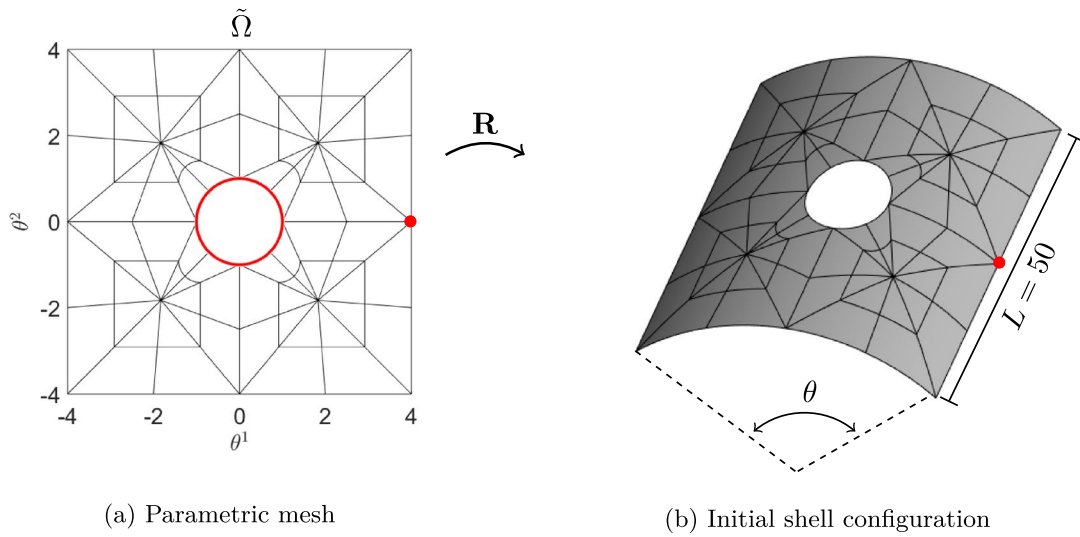 Ω̃
4
2
0
-2
-4
θ²
-4 -2 0 2 4
θ¹
R
L = 50
θ
(a) Parametric mesh
(b) Initial shell configuration